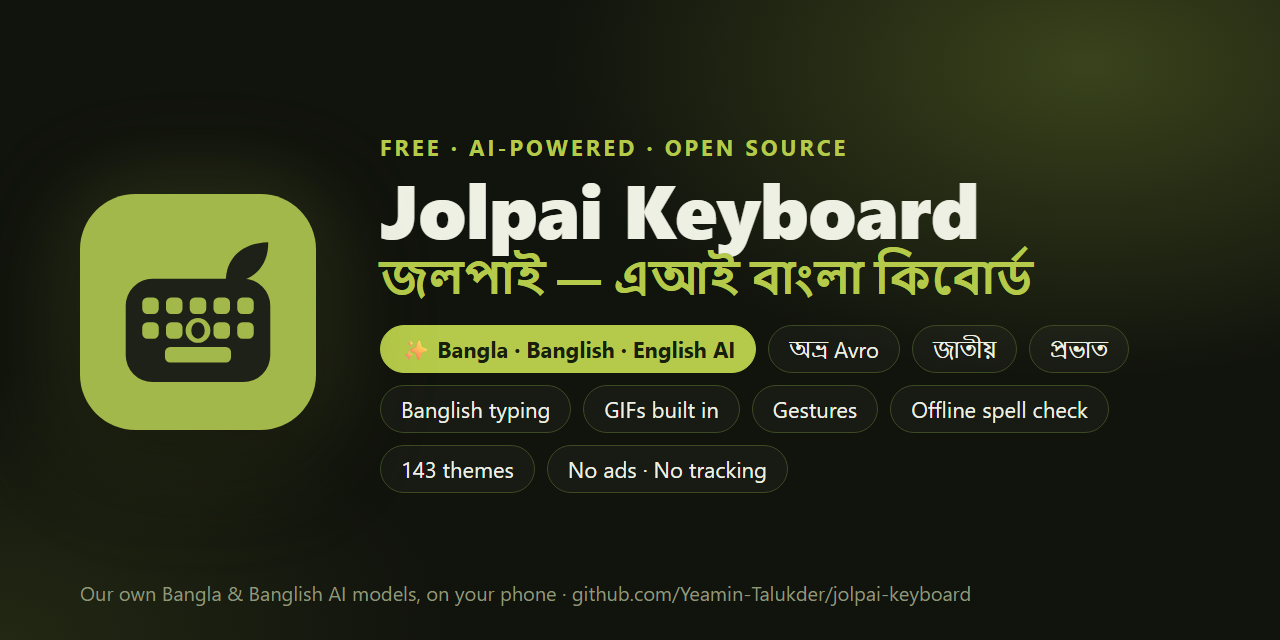 FREE · AI-POWERED · OPEN SOURCE
Jolpai Keyboard
জলপাই — এআই বাংলা কিবোর্ড
✨ Bangla · Banglish · English AI
অভ্র Avro
জাতীয়
প্রভাত
Banglish typing
GIFs built in
Gestures
Offline spell check
143 themes
No ads · No tracking
Our own Bangla & Banglish AI models, on your phone · github.com/Yeamin-Talukder/jolpai-keyboard